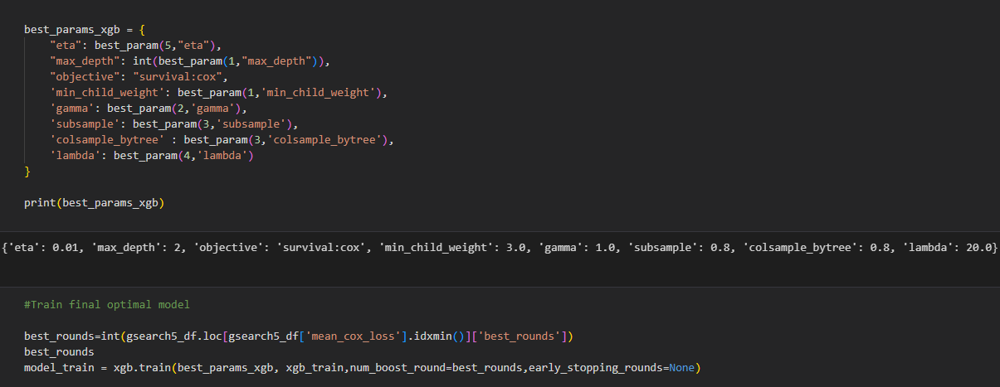 best_params_xgb = {
    "eta": best_param(5,"eta"),
    "max_depth": int(best_param(1,"max_depth")),
    "objective": "survival:cox",
    'min_child_weight': best_param(1,'min_child_weight'),
    'gamma': best_param(2,'gamma'),
    'subsample': best_param(3,'subsample'),
    'colsample_bytree' : best_param(3,'colsample_bytree'),
    'lambda': best_param(4,'lambda')
}
print(best_params_xgb)
{'eta': 0.01, 'max_depth': 2, 'objective': 'survival:cox', 'min_child_weight': 3.0, 'gamma': 1.0, 'subsample': 0.8, 'colsample_bytree': 0.8, 'lambda': 20.0}
#Train final optimal model
best_rounds=int(gsearch5_df.loc[gsearch5_df['mean_cox_loss'].idxmin()]['best_rounds'])
best_rounds
model_train = xgb.train(best_params_xgb, xgb_train,num_boost_round=best_rounds,early_stopping_rounds=None)